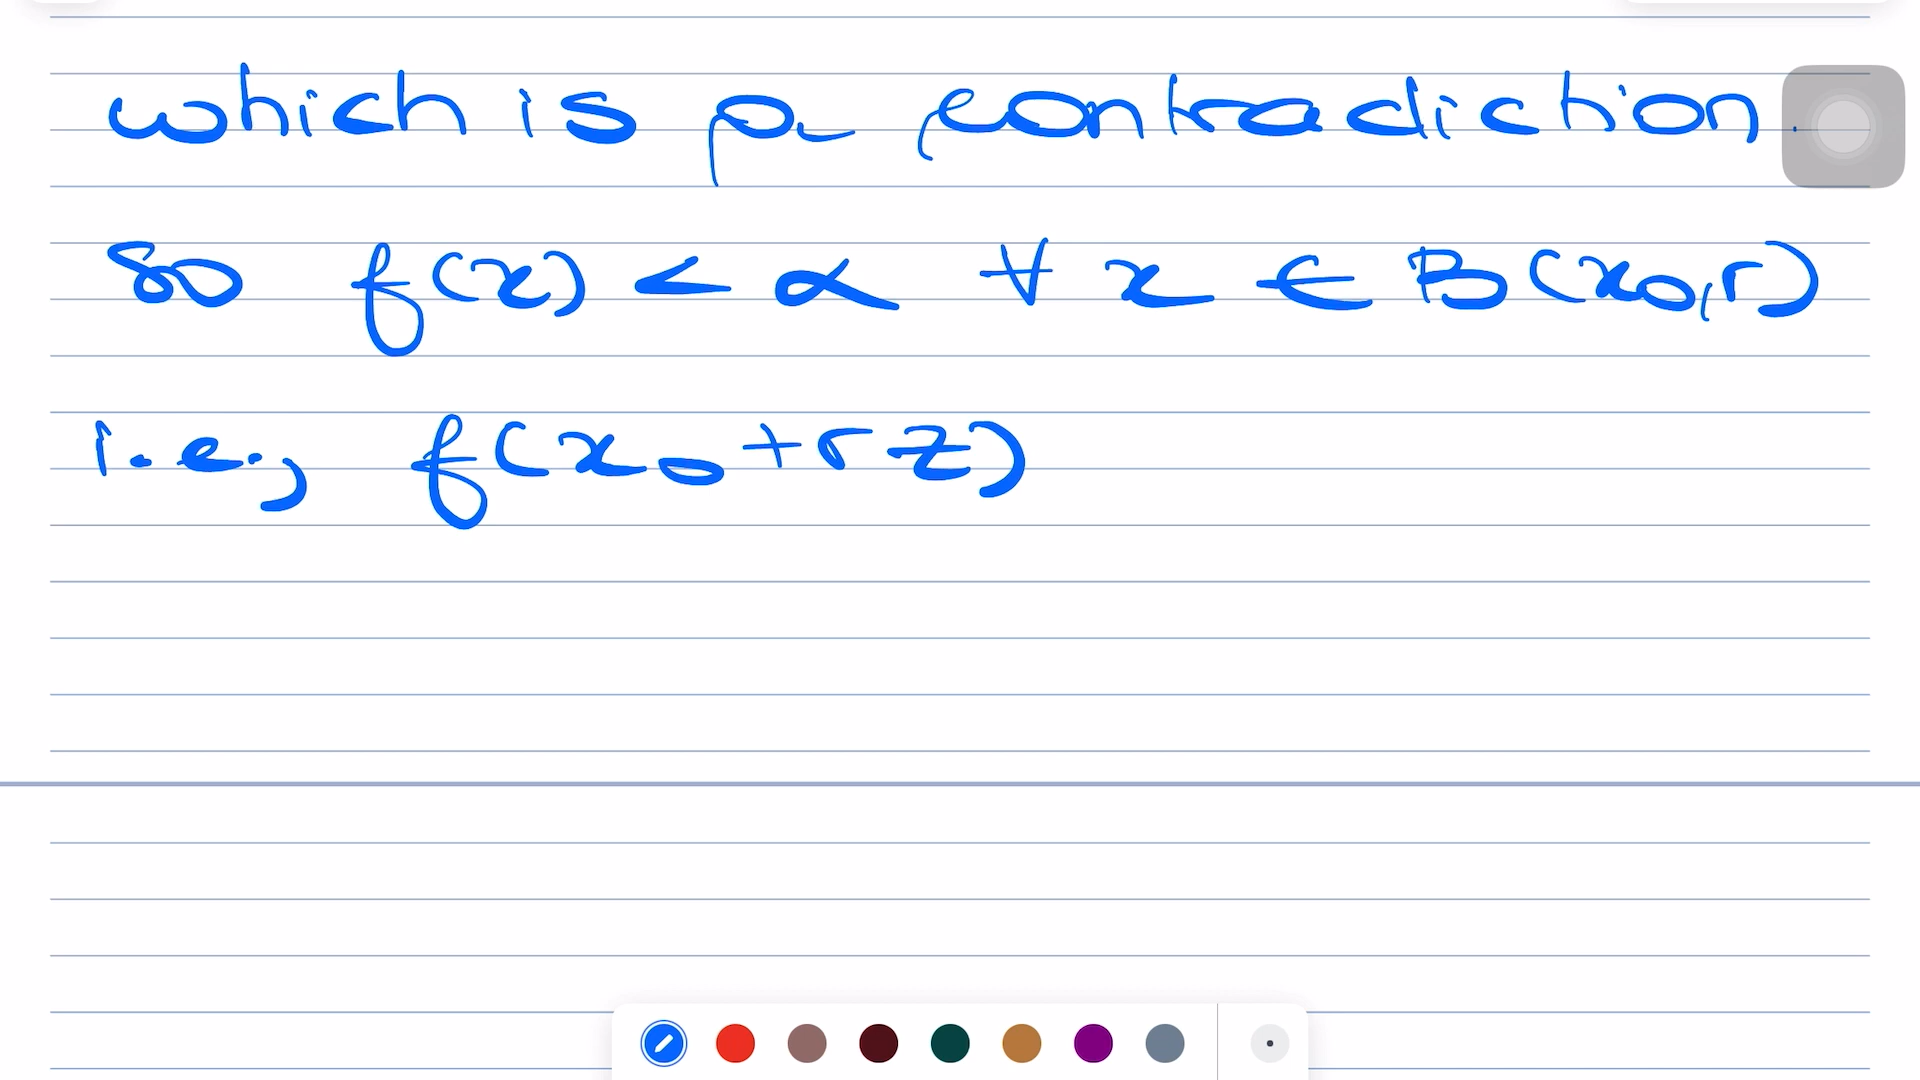 which is a contradiction.
so f(x) < α ∀ x ∈ B(x₀,r)
i.e., f(x₀+rz)